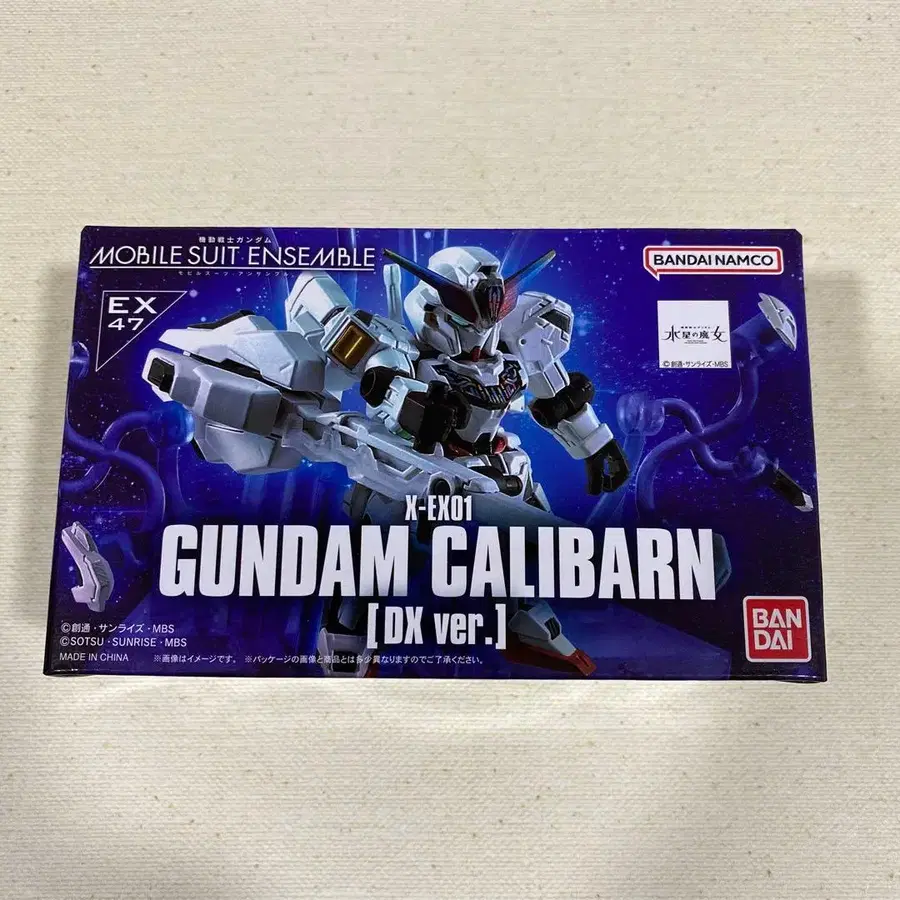 機動戦士ガンダム
MOBILE SUIT ENSEMBLE
モビルスーツ・アンサンブル
EX
47
BANDAI NAMCO
水星の魔女
©創通・サンライズ・MBS
X-EX01
GUNDAM CALIBARN
[DX ver.]
©創通・サンライズ・MBS
©SOTSU・SUNRISE・MBS
MADE IN CHINA ※画像はイメージです。 ※パッケージの画像と商品とは多少異なりますのでご了承ください。
BAN
DAI